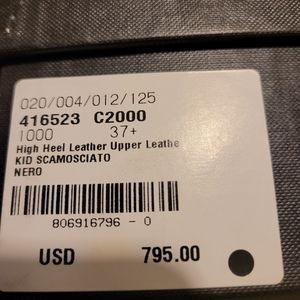 020/004/012/125
416523 C2000
1000 37+
High Heel Leather Upper Leathe
KID SCAMOSCIATO
NERO
806916796 - 0
USD 795.00